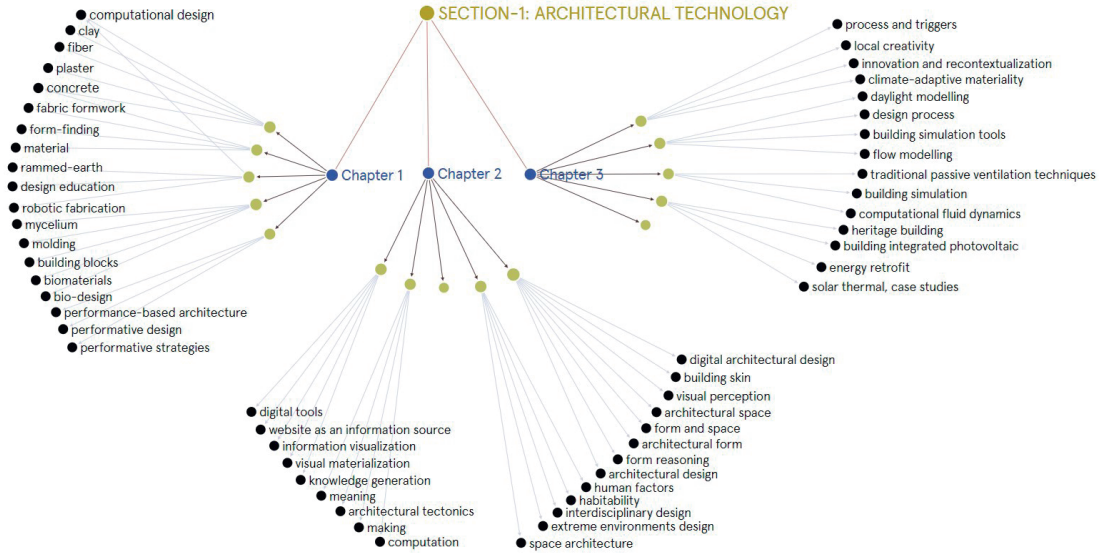 SECTION-1: ARCHITECTURAL TECHNOLOGY
computational design
clay
fiber
plaster
concrete
fabric formwork
form-finding
material
rammed-earth
design education
robotic fabrication
mycelium
molding
building blocks
biomaterials
bio-design
performance-based architecture
performative design
performative strategies
Chapter 1
Chapter 2
Chapter 3
digital tools
website as an information source
information visualization
visual materialization
knowledge generation
meaning
architectural tectonics
making
computation
digital architectural design
building skin
visual perception
architectural space
form and space
architectural form
form reasoning
architectural design
human factors
habitability
interdisciplinary design
extreme environments design
space architecture
process and triggers
local creativity
innovation and recontextualization
climate-adaptive materiality
daylight modelling
design process
building simulation tools
flow modelling
traditional passive ventilation techniques
building simulation
computational fluid dynamics
heritage building
building integrated photovoltaic
energy retrofit
solar thermal, case studies